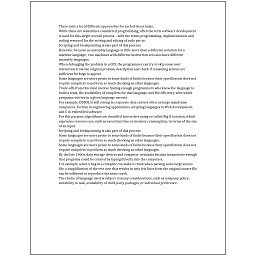 There exist a lot of different approaches for each of those tasks.
While these are sometimes considered programming, often the term software development
is used for this larger overall process – with the terms programming, implementation, and
coding reserved for the writing and editing of code per se.
Scripting and breakpointing is also part of this process.
However, because an assembly language is little more than a different notation for a
machine language, two machines with different instruction sets also have different
assembly languages.
When debugging the problem in a GUI, the programmer can try to skip some user
interaction from the original problem description and check if remaining actions are
sufficient for bugs to appear.
Some languages are more prone to some kinds of faults because their specification does not
require compilers to perform as much checking as other languages.
Trade-offs from this ideal involve finding enough programmers who know the language to
build a team, the availability of compilers for that language, and the efficiency with which
programs written in a given language execute.
For example, COBOL is still strong in corporate data centers often on large mainframe
computers, Fortran in engineering applications, scripting languages in Web development,
and C in embedded software.
For this purpose, algorithms are classified into orders using so-called Big O notation, which
expresses resource use, such as execution time or memory consumption, in terms of the size
of an input.
Scripting and breakpointing is also part of this process.
Some languages are more prone to some kinds of faults because their specification does not
require compilers to perform as much checking as other languages.
Some languages are more prone to some kinds of faults because their specification does not
require compilers to perform as much checking as other languages.
By the late 1960s, data storage devices and computer terminals became inexpensive enough
that programs could be created by typing directly into the computers.
For example, when a bug in a compiler can make it crash when parsing some large source
file, a simplification of the test case that results in only few lines from the original source file
can be sufficient to reproduce the same crash.
The choice of language used is subject to many considerations, such as company policy,
suitability to task, availability of third-party packages, or individual preference.